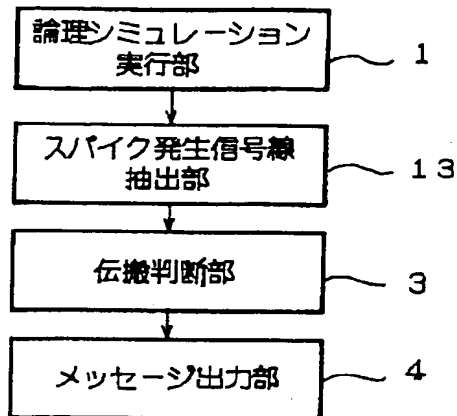 論理シミュレーション
実行部
1
スパイク発生信号線
抽出部
13
伝搬判断部
3
メッセージ出力部
4